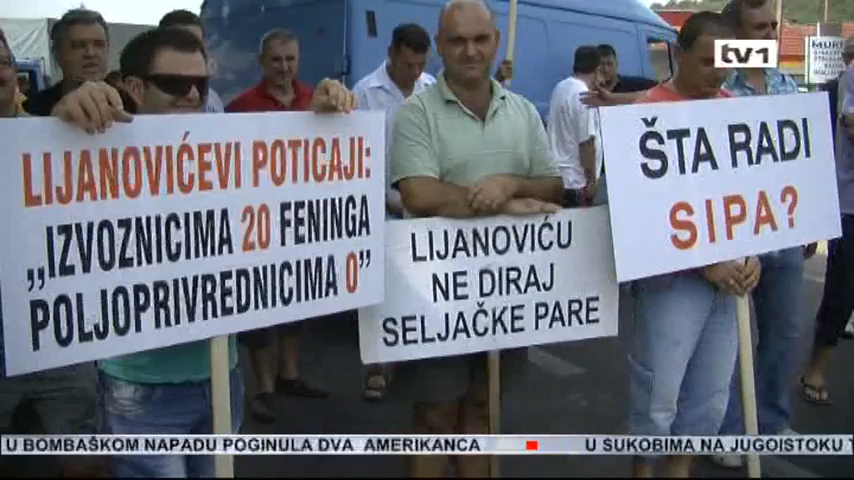 tv1
LIJANOVIĆEVI POTICAJI:
„IZVOZNICIMA 20 FENINGA
POLJOPRIVREDNICIMA 0”
LIJANOVIĆU
NE DIRAJ
SELJAČKE PARE
ŠTA RADI
SIPA?
U BOMBAŠKOM NAPADU POGINULA DVA AMERIKANCA
U SUKOBIMA NA JUGOISTOKU T